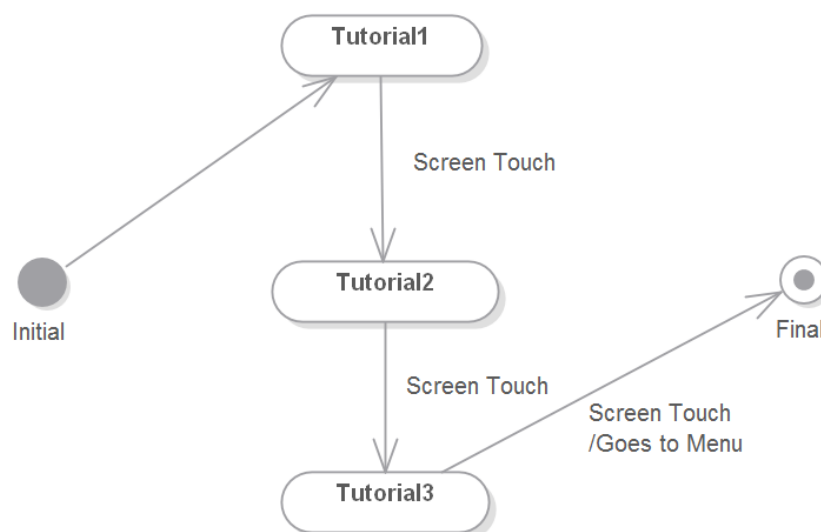 Tutorial1
Screen Touch
Tutorial2
Initial
Final
Screen Touch
Screen Touch
/Goes to Menu
Tutorial3